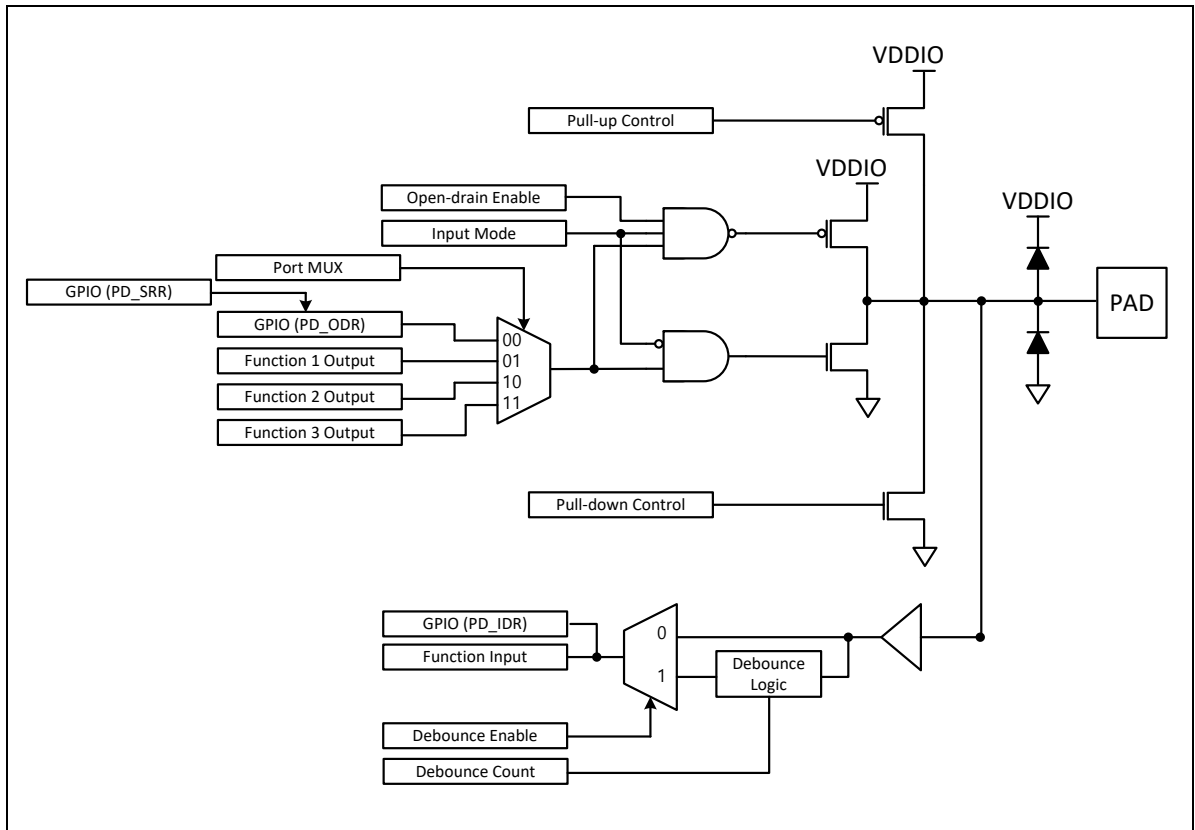 VDDIO
Pull-up Control
VDDIO
Open-drain Enable
Input Mode
VDDIO
Port MUX
GPIO (PD_SRR)
PAD
GPIO (PD_ODR)
00
Function 1 Output
01
Function 2 Output
10
11
Function 3 Output
Pull-down Control
GPIO (PD_IDR)
0
Function Input
1
Debounce
Logic
Debounce Enable
Debounce Count